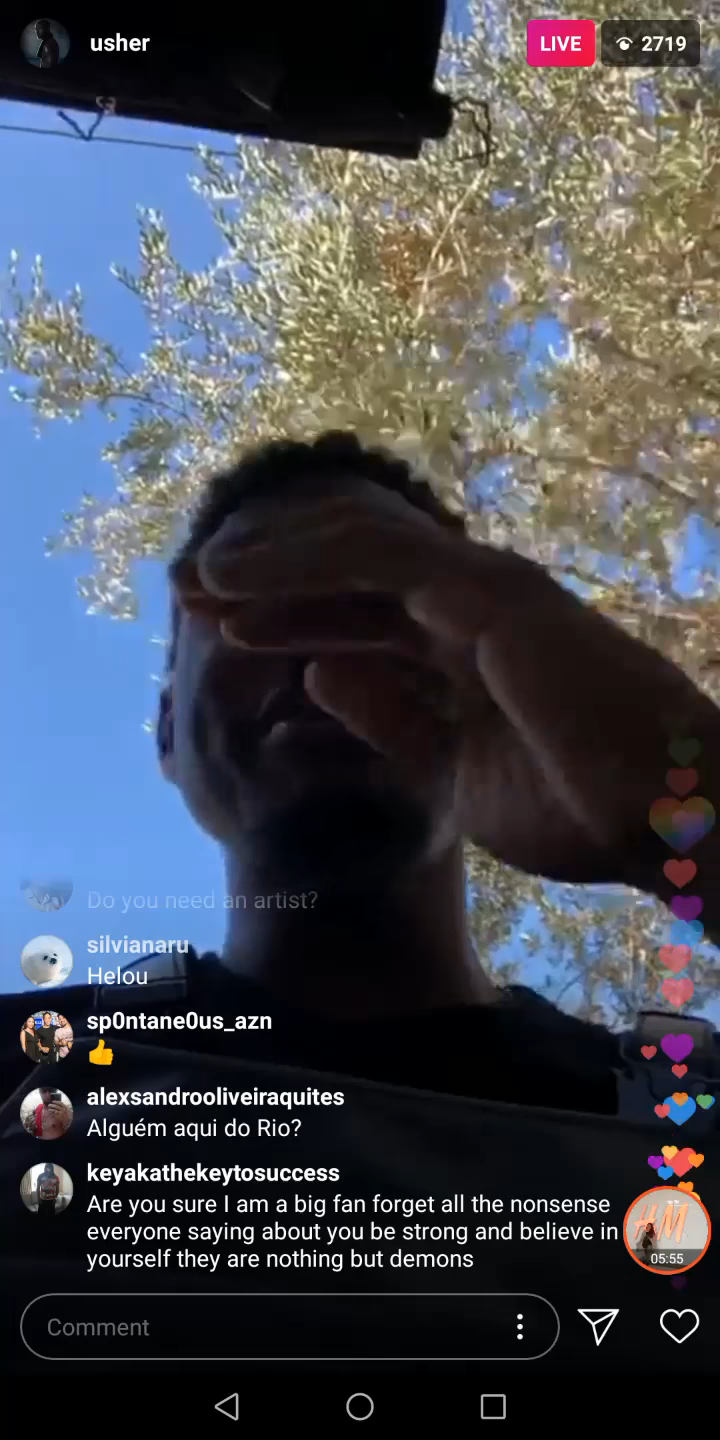 usher
LIVE
2719
Do you need an artist?
silvianaru
Helou
sp0ntane0us_azn
👍
alexsandrooliveiraquites
Alguém aqui do Rio?
keyakathekeytosuccess
Are you sure I am a big fan forget all the nonsense
everyone saying about you be strong and believe in
yourself they are nothing but demons
HM
05:55
Comment